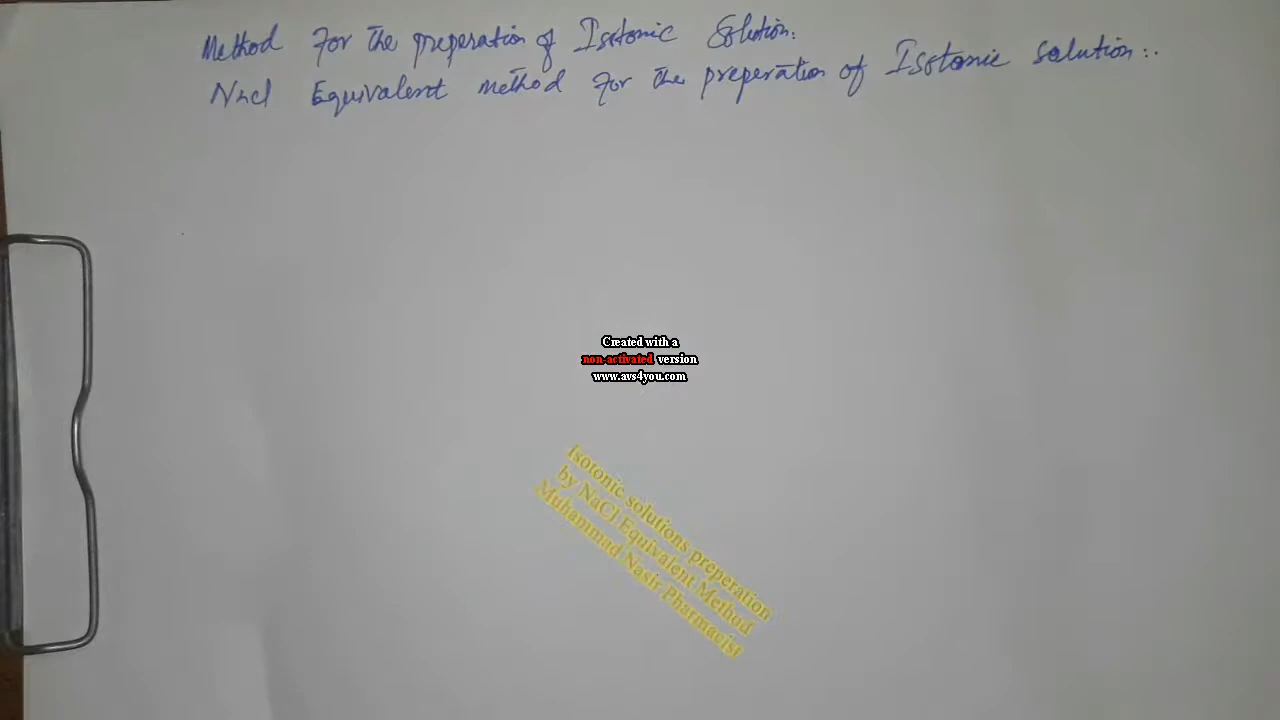 Method For the preperation of Isotonic Solution:
Nacl Equivalent method For the preperation of Isotonic solution:.
Created with a
non-activated version
www.avs4you.com
Isotonic solutions preperation
by NaCl Equivalent Method
Muhammad Nasir Pharmacist